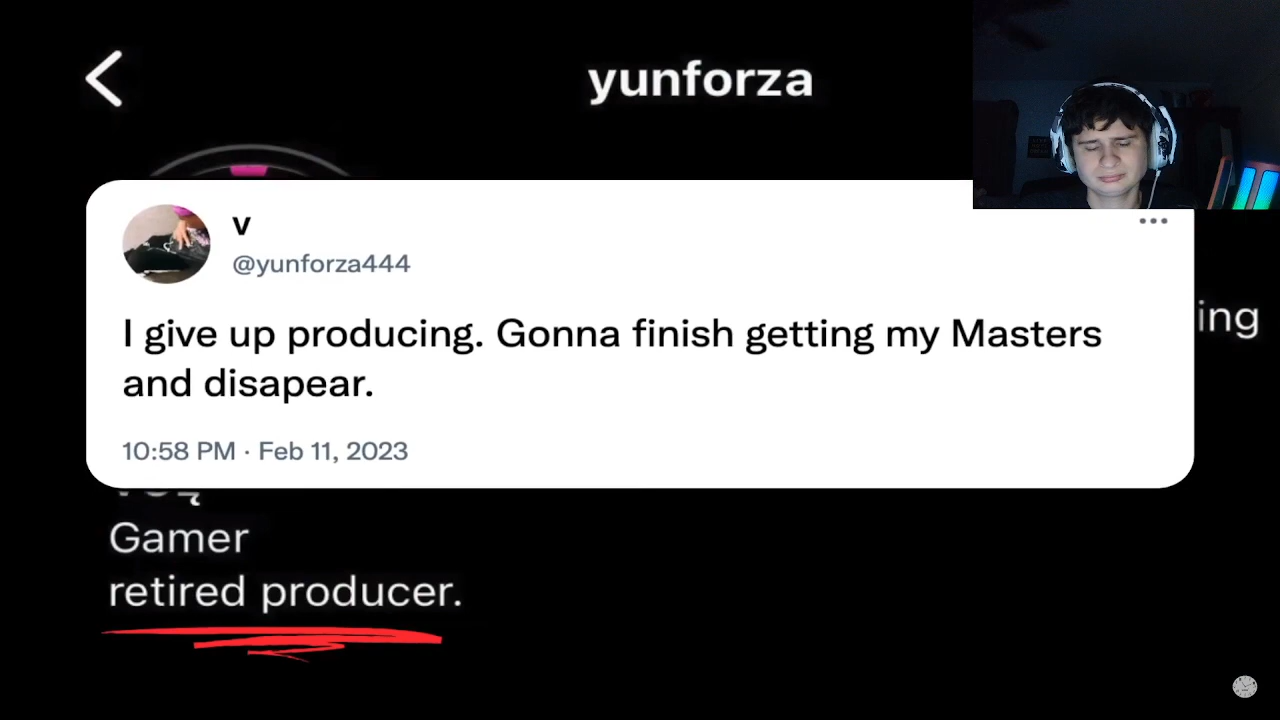 yunforza
v
@yunforza444
I give up producing. Gonna finish getting my Masters
and disapear.
10:58 PM · Feb 11, 2023
ing
Gamer
retired producer.